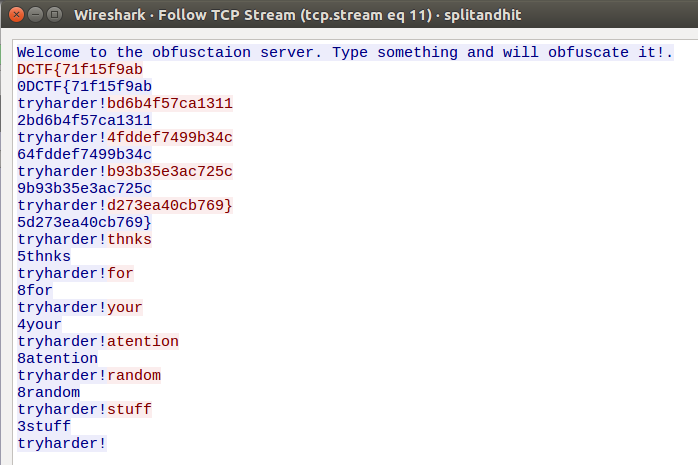 Wireshark · Follow TCP Stream (tcp.stream eq 11) · splitandhit
Welcome to the obfusctaion server. Type something and will obfuscate it!.
DCTF{71f15f9ab
0DCTF{71f15f9ab
tryharder!bd6b4f57ca1311
2bd6b4f57ca1311
tryharder!4fddef7499b34c
64fddef7499b34c
tryharder!b93b35e3ac725c
9b93b35e3ac725c
tryharder!d273ea40cb769}
5d273ea40cb769}
tryharder!thnks
5thnks
tryharder!for
8for
tryharder!your
4your
tryharder!atention
8atention
tryharder!random
8random
tryharder!stuff
3stuff
tryharder!